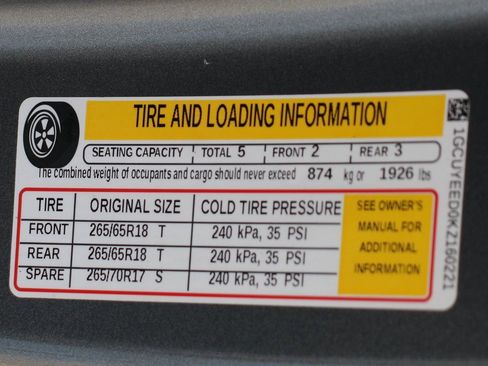 TIRE AND LOADING INFORMATION
SEATING CAPACITY TOTAL 5 FRONT 2 REAR 3
The combined weight of occupants and cargo should never exceed 874 kg or 1926 lbs
TIRE ORIGINAL SIZE COLD TIRE PRESSURE
FRONT 265/65R18 T 240 kPa, 35 PSI
REAR 265/65R18 T 240 kPa, 35 PSI
SPARE 265/70R17 S 240 kPa, 35 PSI
SEE OWNER'S
MANUAL FOR
ADDITIONAL
INFORMATION
1GCUYEED0KZ160221